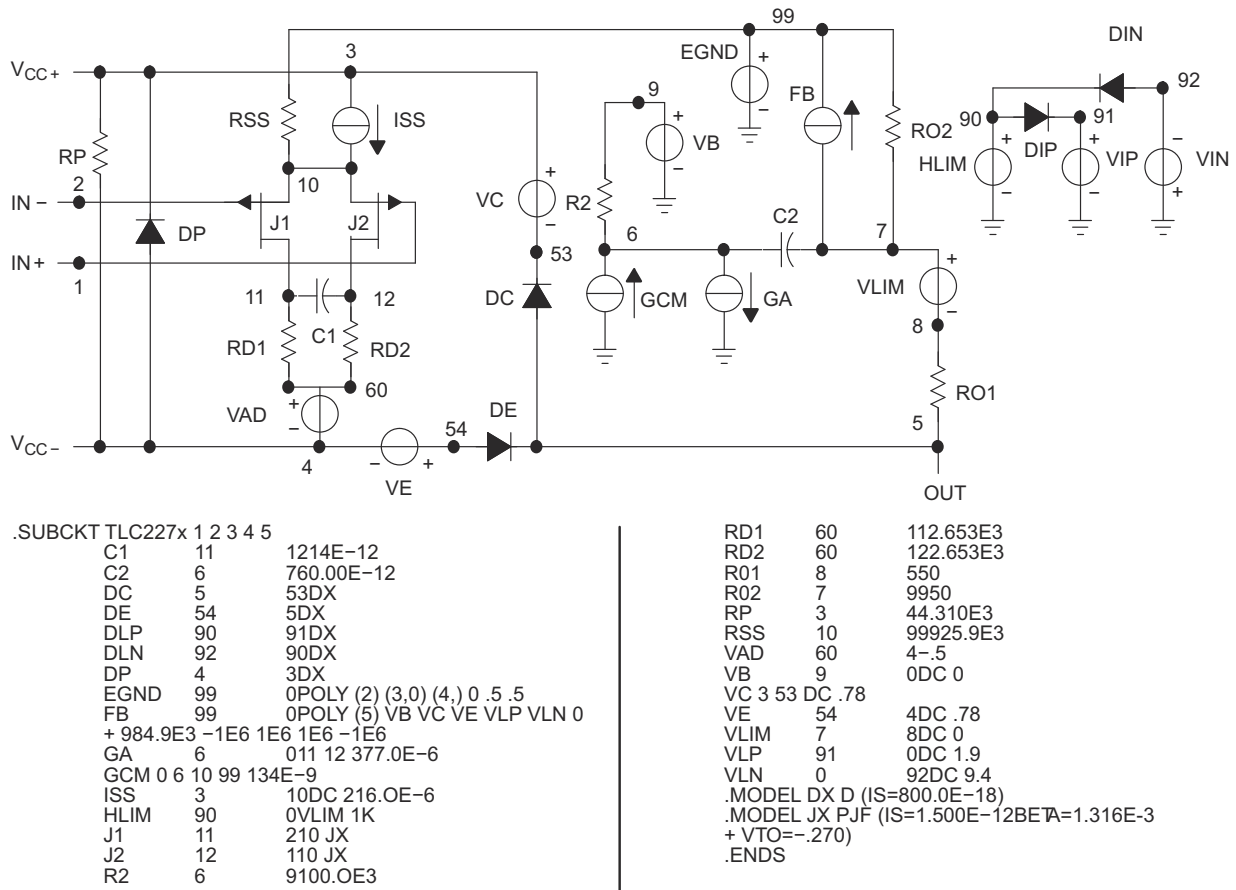 99
DIN
3
VCC+
EGND
+
−
9
FB
92
RSS
ISS
VB
+
−
RO2
90
91
RP
HLIM
+
−
DIP
+
−
VIP
−
+
VIN
2
IN −
10
VC
+
−
R2
J1
J2
C2
DP
6
7
IN+
1
53
VLIM
+
−
11
12
DC
GCM
GA
8
C1
RD1
RD2
60
RO1
VAD
+
−
DE
5
54
VCC−
4
−
+
VE
OUT
.SUBCKT TLC227x 1 2 3 4 5
C1 11 1214E−12
C2 6 760.00E−12
DC 5 53DX
DE 54 5DX
DLP 90 91DX
DLN 92 90DX
DP 4 3DX
EGND 99 0POLY (2) (3,0) (4,) 0 .5 .5
FB 99 0POLY (5) VB VC VE VLP VLN 0
+ 984.9E3 −1E6 1E6 1E6 −1E6
GA 6 011 12 377.0E−6
GCM 0 6 10 99 134E−9
ISS 3 10DC 216.OE−6
HLIM 90 0VLIM 1K
J1 11 210 JX
J2 12 110 JX
R2 6 9100.OE3
RD1 60 112.653E3
RD2 60 122.653E3
R01 8 550
R02 7 9950
RP 3 44.310E3
RSS 10 99925.9E3
VAD 60 4−.5
VB 9 0DC 0
VC 3 53 DC .78
VE 54 4DC .78
VLIM 7 8DC 0
VLP 91 0DC 1.9
VLN 0 92DC 9.4
.MODEL DX D (IS=800.0E−18)
.MODEL JX PJF (IS=1.500E−12BETA=1.316E-3
+ VTO=−.270)
.ENDS